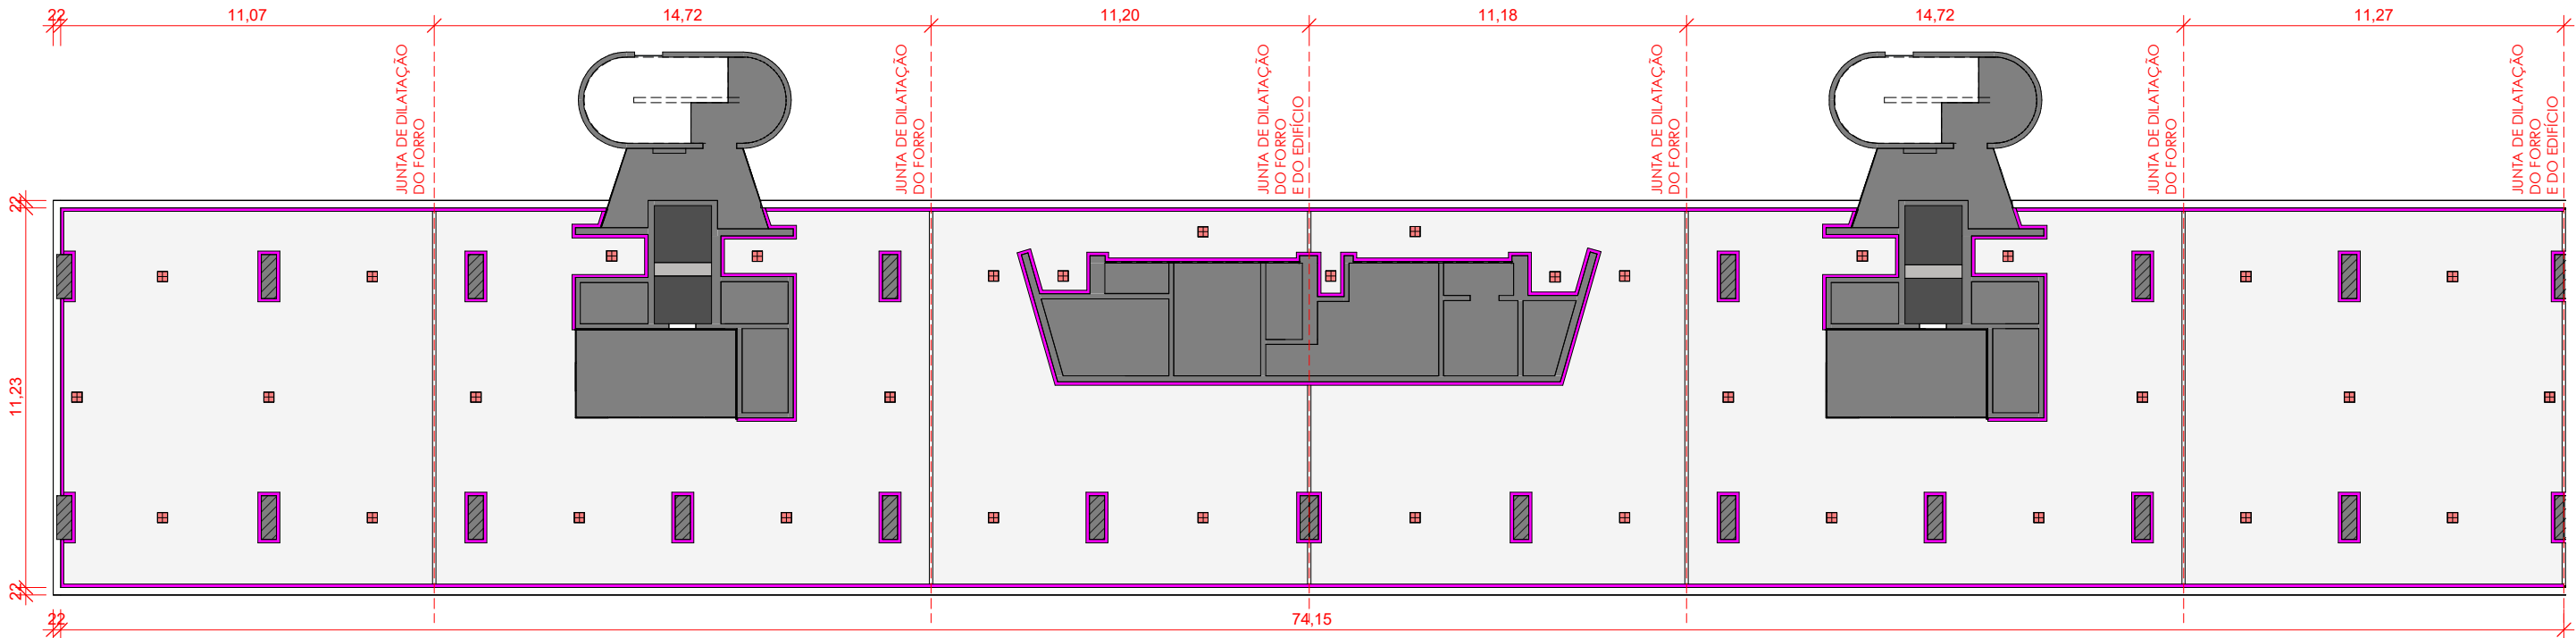 22
11,07
14,72
11,20
11,18
14,72
11,27
JUNTA DE DILATAÇÃO
DO FORRO
JUNTA DE DILATAÇÃO
DO FORRO
JUNTA DE DILATAÇÃO
DO FORRO
E DO EDIFÍCIO
JUNTA DE DILATAÇÃO
DO FORRO
JUNTA DE DILATAÇÃO
DO FORRO
JUNTA DE DILATAÇÃO
DO FORRO
E DO EDIFÍCIO
22
11,23
22
22
74,15